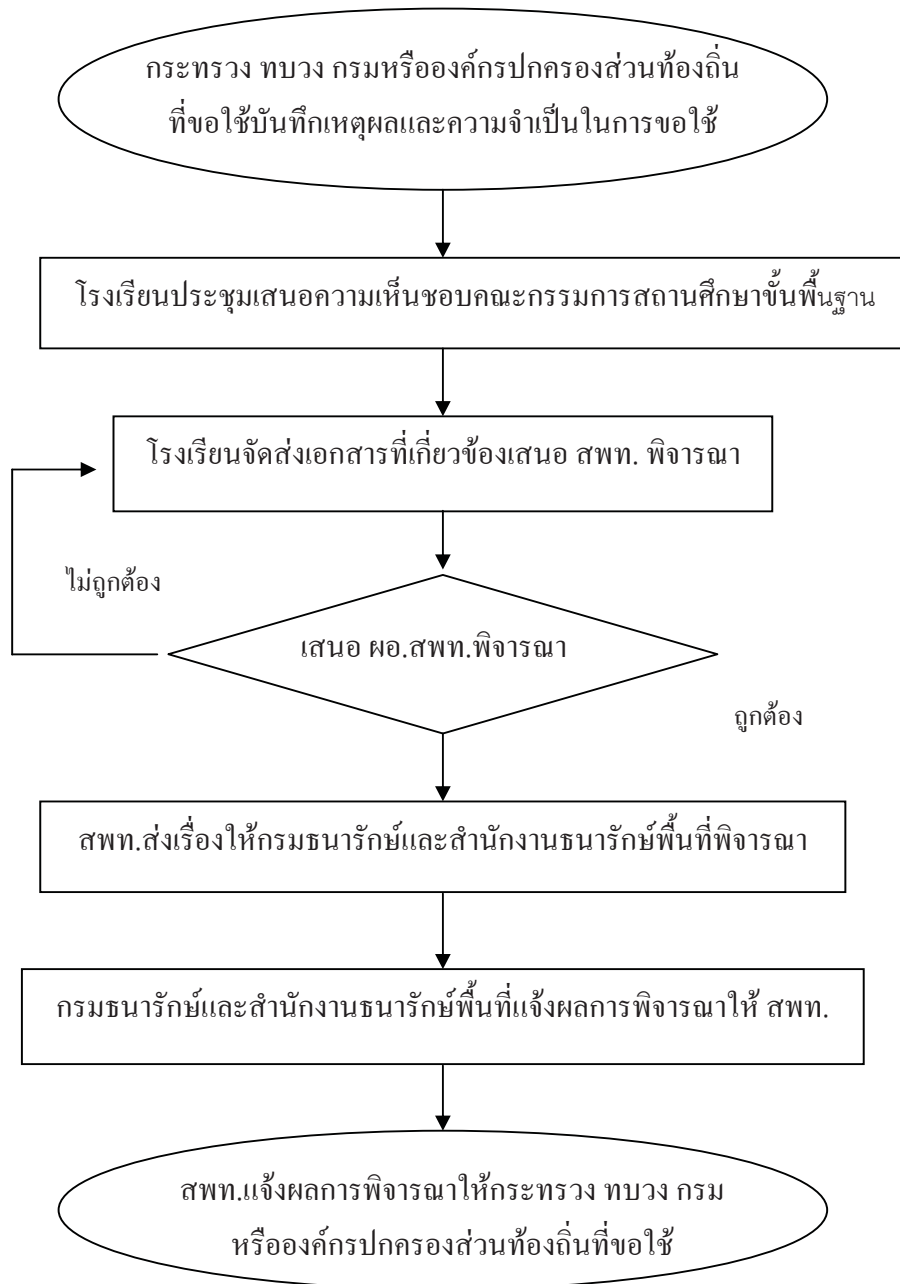 กระทรวง ทบวง กรมหรือองค์กรปกครองส่วนท้องถิ่น
ที่ขอใช้บันทึกเหตุผลและความจำเป็นในการขอใช้
โรงเรียนประชุมเสนอความเห็นชอบคณะกรรมการสถานศึกษาขั้นพื้นฐาน
โรงเรียนจัดส่งเอกสารที่เกี่ยวข้องเสนอ สพท. พิจารณา
ไม่ถูกต้อง
เสนอ ผอ.สพท.พิจารณา
ถูกต้อง
สพท.ส่งเรื่องให้กรมธนารักษ์และสำนักงานธนารักษ์พื้นที่พิจารณา
กรมธนารักษ์และสำนักงานธนารักษ์พื้นที่แจ้งผลการพิจารณาให้ สพท.
สพท.แจ้งผลการพิจารณาให้กระทรวง ทบวง กรม
หรือองค์กรปกครองส่วนท้องถิ่นที่ขอใช้